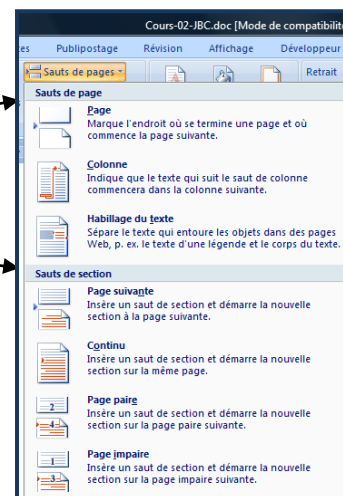 Cours-02-JBC.doc [Mode de compatibilité
es Publipostage Révision Affichage Développeur
Sauts de pages Retrait
Sauts de page
Page
Marque l'endroit où se termine une page et où
commence la page suivante.
Colonne
Indique que le texte qui suit le saut de colonne
commencera dans la colonne suivante.
Habillage du texte
Sépare le texte qui entoure les objets dans des pages
Web, p. ex. le texte d'une légende et le corps du texte.
Sauts de section
Page suivante
Insère un saut de section et démarre la nouvelle
section à la page suivante.
Continu
Insère un saut de section et démarre la nouvelle
section sur la même page.
Page paire
2
4
Insère un saut de section et démarre la nouvelle
section sur la page paire suivante.
Page impaire
1
3
Insère un saut de section et démarre la nouvelle
section sur la page impaire suivante.